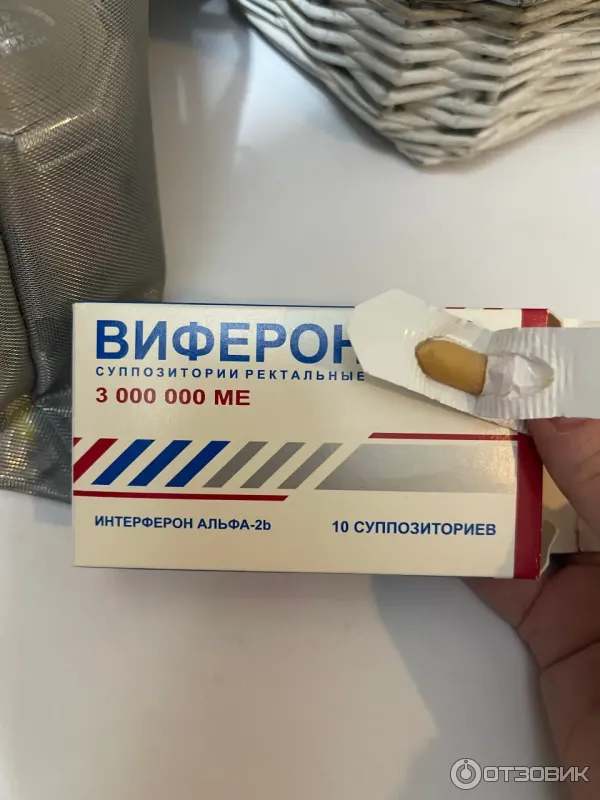 ВИФЕРОН
СУППОЗИТОРИИ РЕКТАЛЬНЫЕ
3 000 000 МЕ
ИНТЕРФЕРОН АЛЬФА-2b
10 СУППОЗИТОРИЕВ
ОТЗОВИК